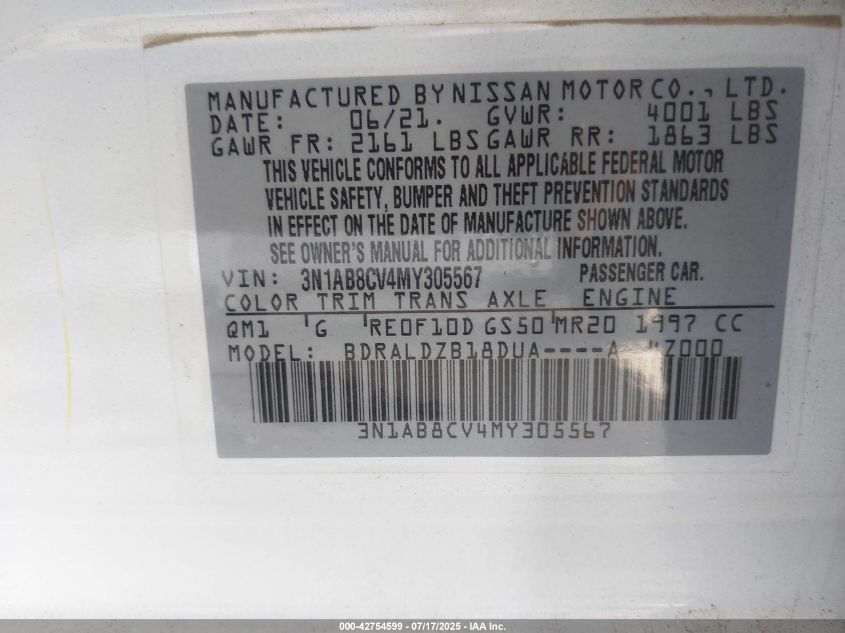 MANUFACTURED BY NISSAN MOTOR CO., LTD.
DATE: 06/21. GVWR: 4001 LBS
GAWR FR: 2161 LBS GAWR RR: 1863 LBS
THIS VEHICLE CONFORMS TO ALL APPLICABLE FEDERAL MOTOR
VEHICLE SAFETY, BUMPER AND THEFT PREVENTION STANDARDS
IN EFFECT ON THE DATE OF MANUFACTURE SHOWN ABOVE.
SEE OWNER'S MANUAL FOR ADDITIONAL INFORMATION.
VIN: 3N1AB8CV4MY305567 PASSENGER CAR.
COLOR TRIM TRANS AXLE ENGINE
QM1 G RE0F10D GS50 MR20 1997 CC
MODEL: BDRALDZB18DUA----A
3N1AB8CV4MY305567
000-42754599 - 07/17/2025 - IAA Inc.